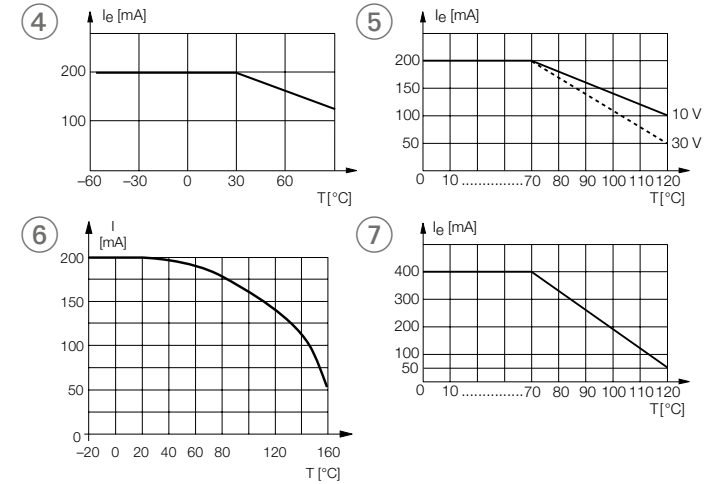 4
Ie [mA]
200
100
–60 –30 0 30 60
T[°C]
5
Ie [mA]
200
150
100
50
10 V
30 V
0 10 ...............70 80 90 100 110 120
T[°C]
6
I
[mA]
200
150
100
50
0
–20 0 20 40 60 80 120 160
T [°C]
7
Ie [mA]
400
300
200
100
50
0 10 ...............70 80 90 100 110 120
T[°C]